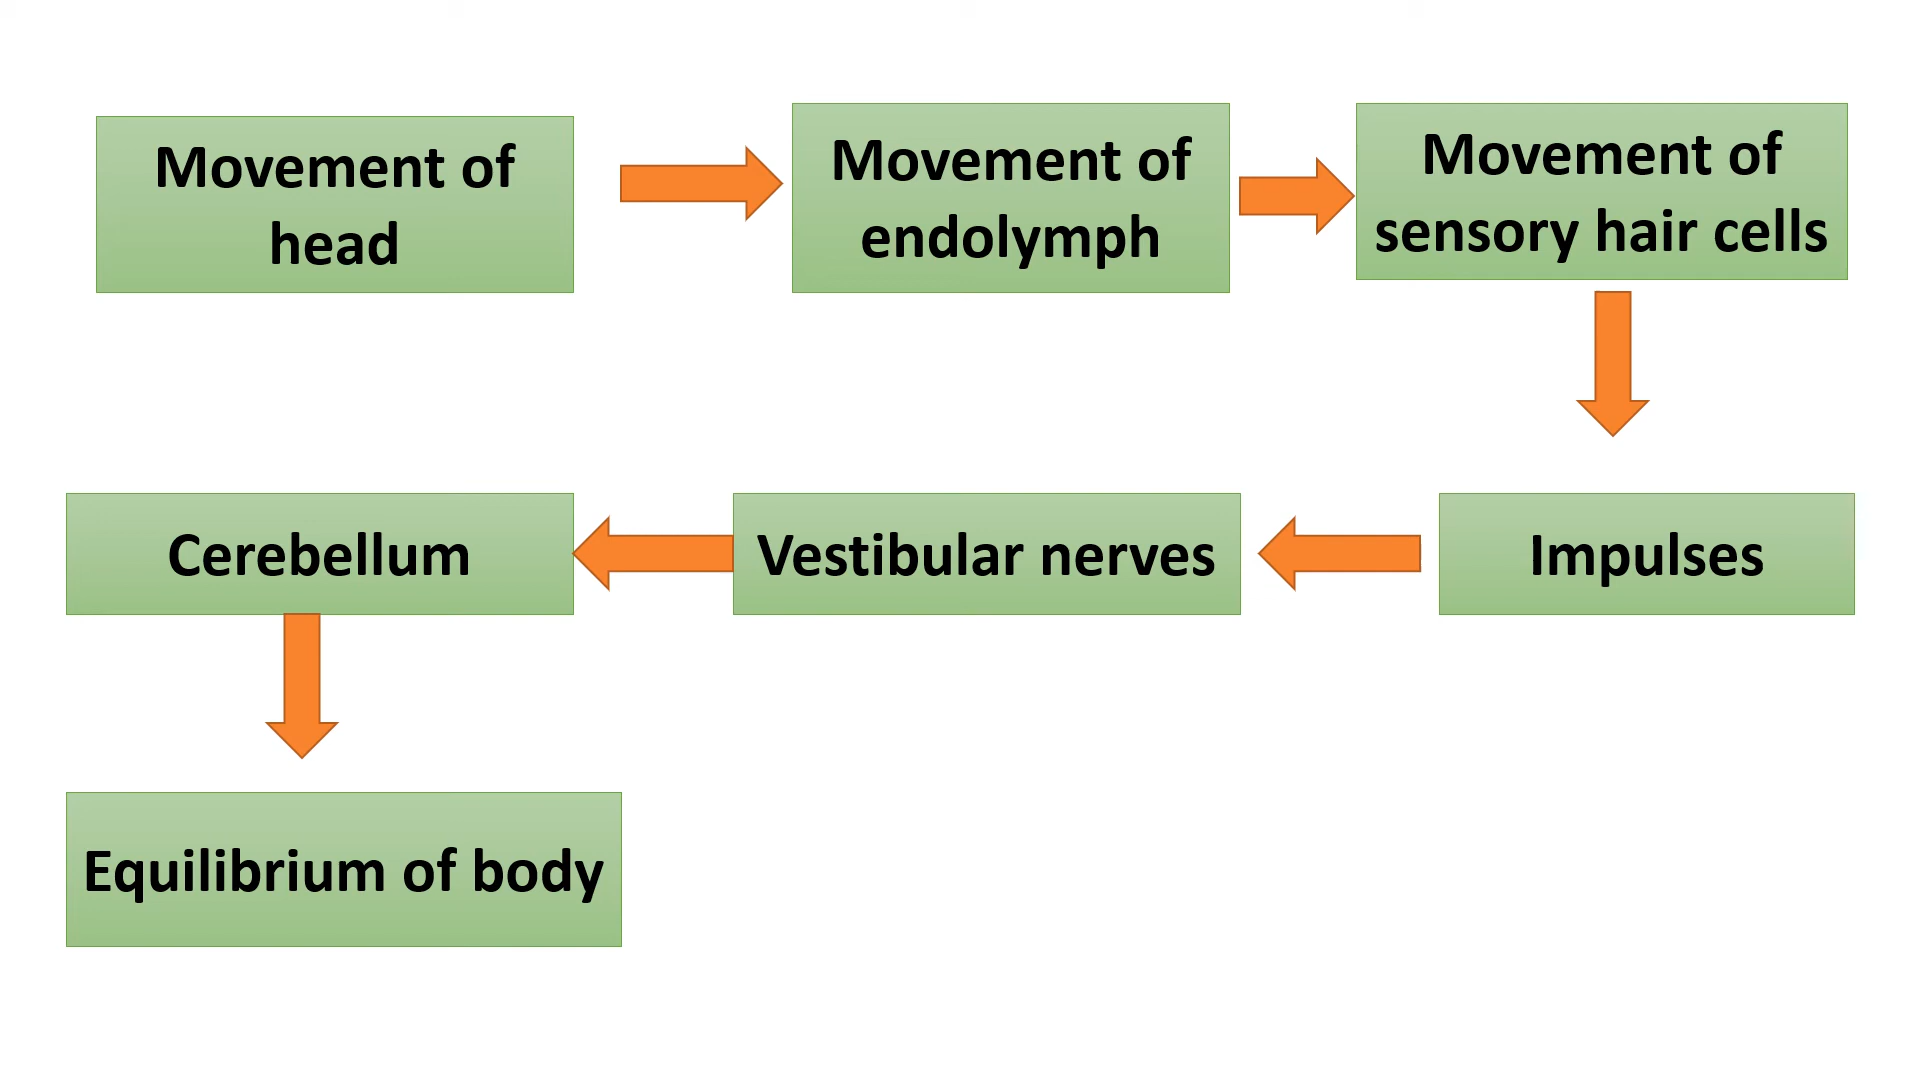 Movement of
head
Movement of
endolymph
Movement of
sensory hair cells
Impulses
Vestibular nerves
Cerebellum
Equilibrium of body